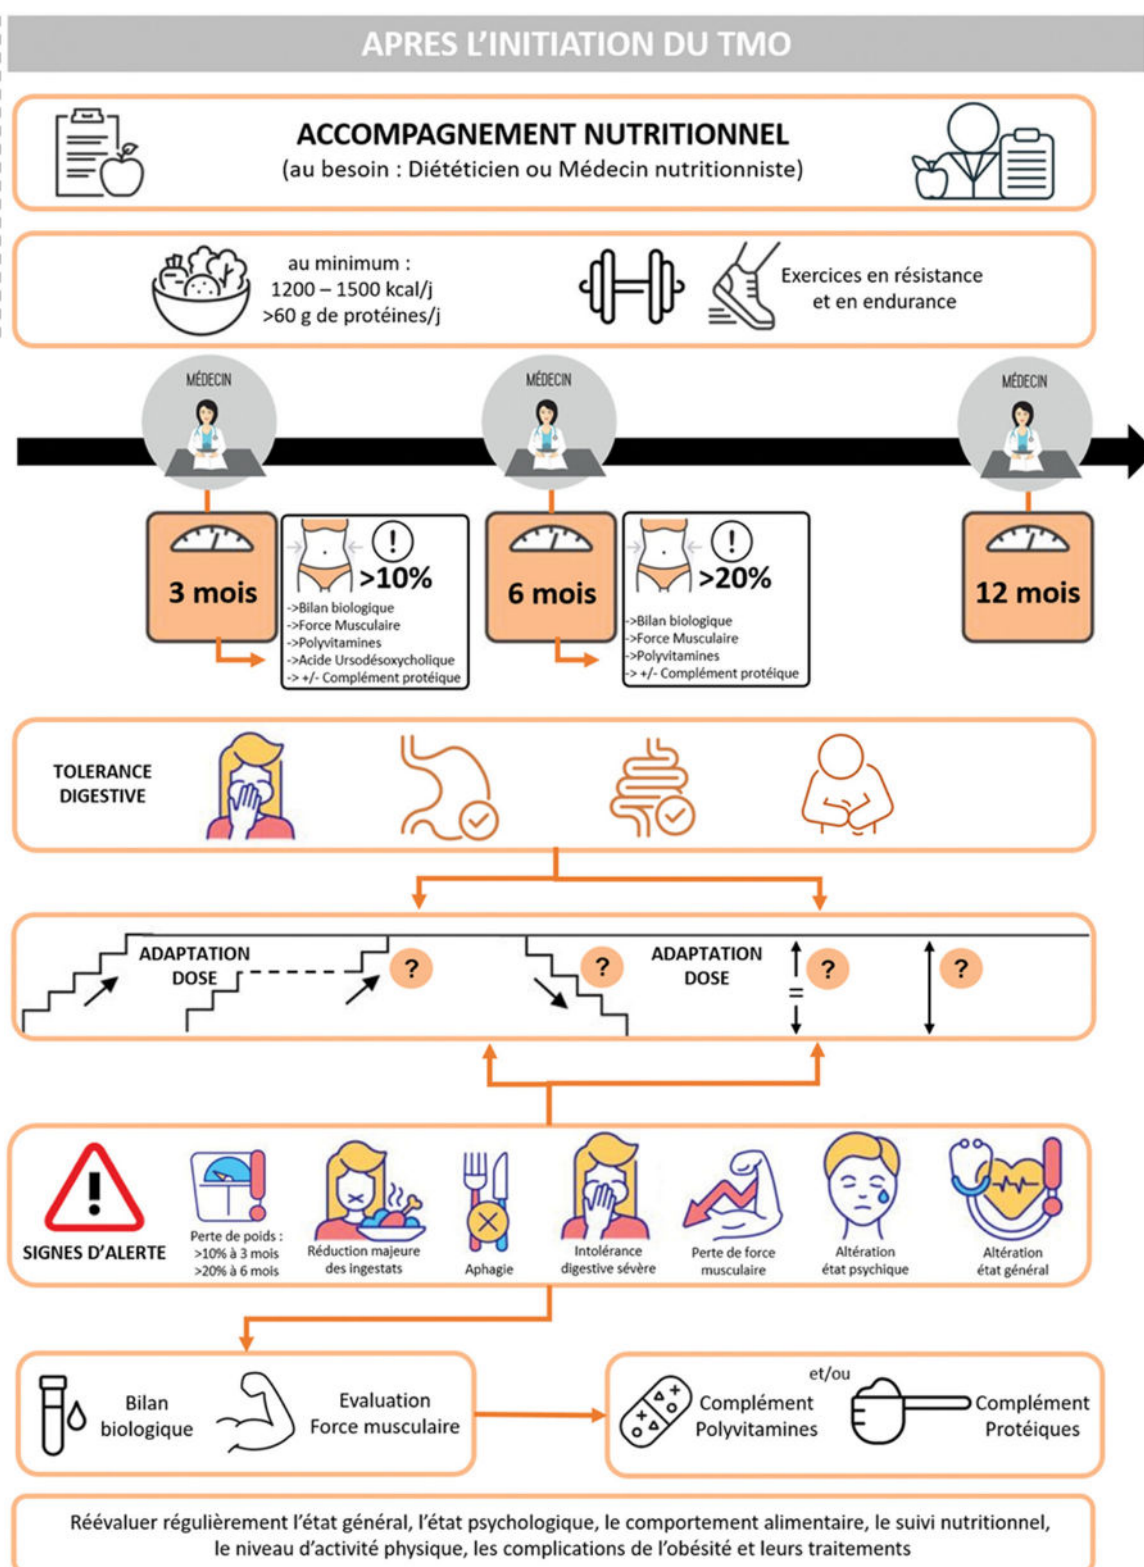 APRES L'INITIATION DU TMO
ACCOMPAGNEMENT NUTRITIONNEL
(au besoin : Diététicien ou Médecin nutritionniste)
au minimum :
1200 – 1500 kcal/j
>60 g de protéines/j
Exercices en résistance
et en endurance
MÉDECIN
MÉDECIN
MÉDECIN
3 mois
>10%
->Bilan biologique
->Force Musculaire
->Polyvitamines
->Acide Ursodésoxycholique
-> +/- Complément protéique
6 mois
>20%
->Bilan biologique
->Force Musculaire
->Polyvitamines
-> +/- Complément protéique
12 mois
TOLERANCE
DIGESTIVE
ADAPTATION
DOSE
?
?
ADAPTATION
DOSE
=
?
?
SIGNES D'ALERTE
Perte de poids :
>10% à 3 mois
>20% à 6 mois
Réduction majeure
des ingestats
Aphagie
Intolérance
digestive sévère
Perte de force
musculaire
Altération
état psychique
Altération
état général
Bilan
biologique
Evaluation
Force musculaire
et/ou
Complément
Polyvitamines
Complément
Protéiques
Réévaluer régulièrement l'état général, l'état psychologique, le comportement alimentaire, le suivi nutritionnel,
le niveau d'activité physique, les complications de l'obésité et leurs traitements